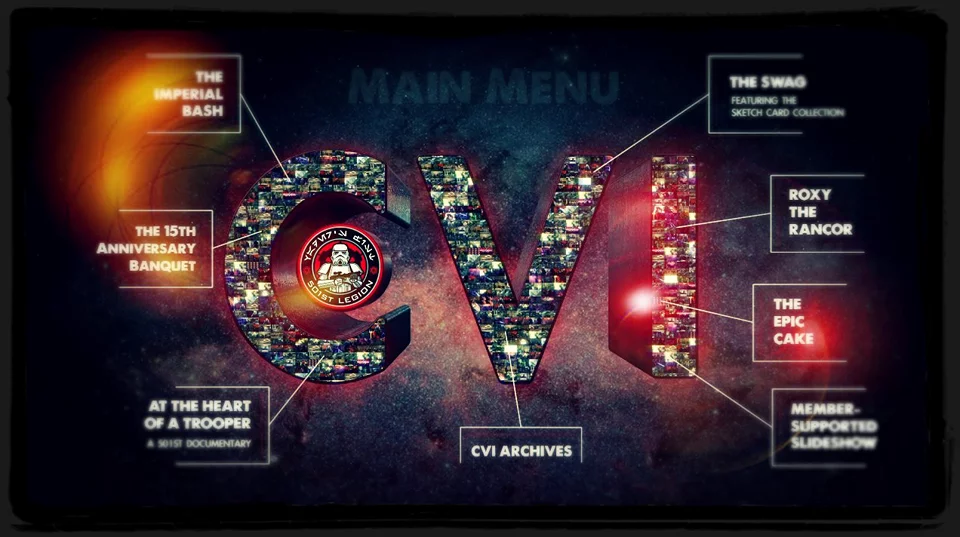 MAIN MENU
THE
IMPERIAL
BASH
THE SWAG
FEATURING THE
SKETCH CARD COLLECTION
THE 15TH
ANNIVERSARY
BANQUET
ROXY
THE
RANCOR
CVI
501ST LEGION
THE
EPIC
CAKE
AT THE HEART
OF A TROOPER
A 501ST DOCUMENTARY
CVI ARCHIVES
MEMBER-
SUPPORTED
SLIDESHOW